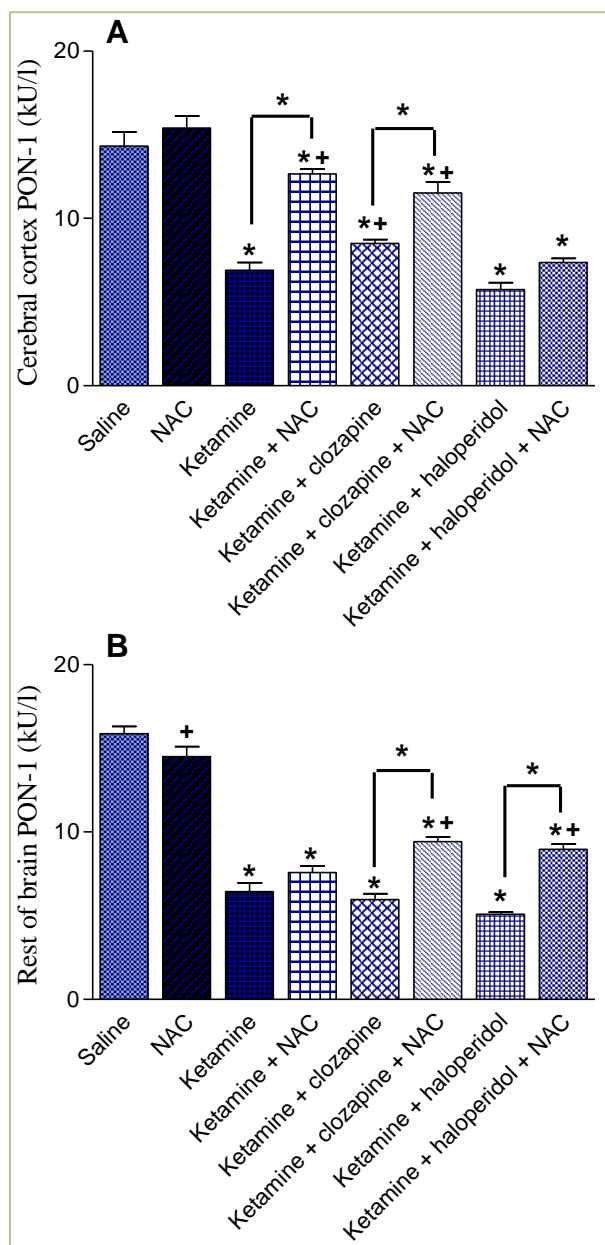 A
Cerebral cortex PON-1 (kU/l)
20
10
0
*
*
*
*+
*+
*+
*
*
Saline
NAC
Ketamine
Ketamine + NAC
Ketamine + clozapine
Ketamine + clozapine + NAC
Ketamine + haloperidol
Ketamine + haloperidol + NAC
B
Rest of brain PON-1 (kU/l)
20
10
0
+
*
*
*
*
*
*+
*
*+
Saline
NAC
Ketamine
Ketamine + NAC
Ketamine + clozapine
Ketamine + clozapine + NAC
Ketamine + haloperidol
Ketamine + haloperidol + NAC